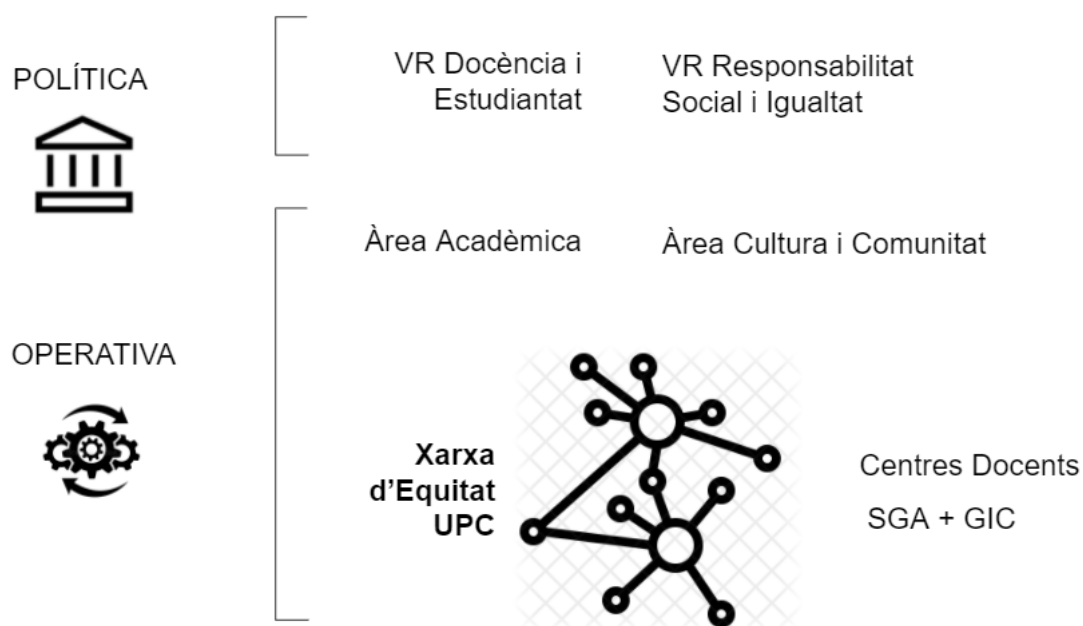 POLÍTICA
VR Docència i
Estudiantat
VR Responsabilitat
Social i Igualtat
OPERATIVA
Àrea Acadèmica
Àrea Cultura i Comunitat
Xarxa
d’Equitat
UPC
Centres Docents
SGA + GIC